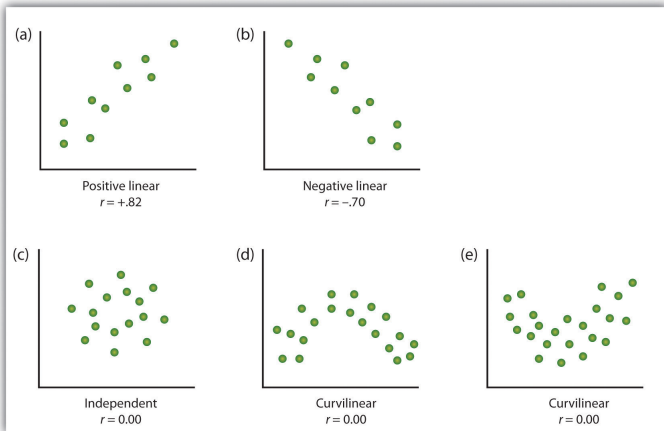 (a)
Positive linear
r = +.82
(b)
Negative linear
r = –.70
(c)
Independent
r = 0.00
(d)
Curvilinear
r = 0.00
(e)
Curvilinear
r = 0.00